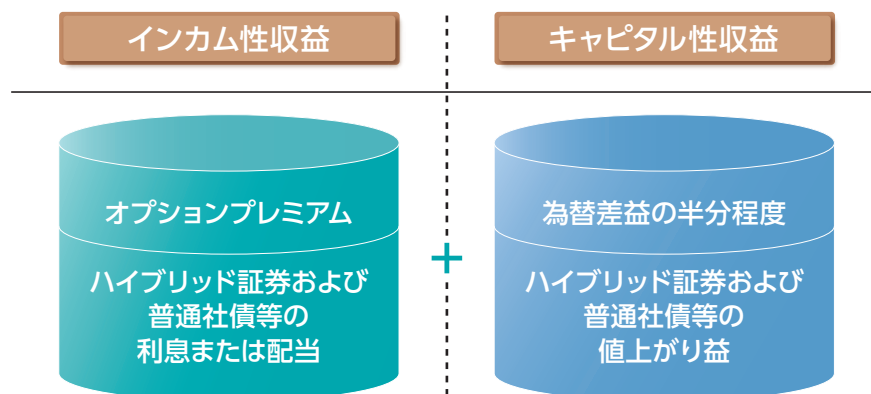 インカム性収益
キャピタル性収益
オプションプレミアム
ハイブリッド証券および
普通社債等の
利息または配当
+
為替差益の半分程度
ハイブリッド証券および
普通社債等の
値上がり益